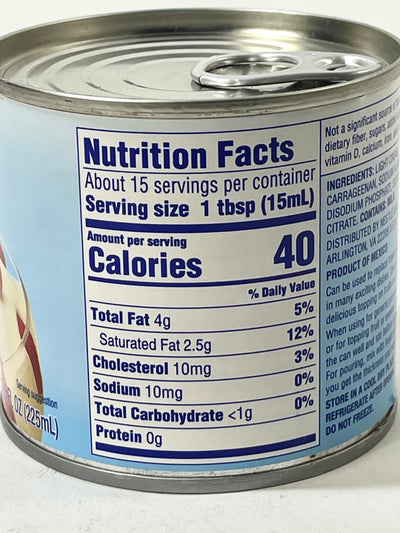 Nutrition Facts
About 15 servings per container
Serving size 1 tbsp (15mL)
Amount per serving
Calories 40
% Daily Value
Total Fat 4g 5%
Saturated Fat 2.5g 12%
Cholesterol 10mg 3%
Sodium 10mg 0%
Total Carbohydrate <1g 0%
Protein 0g
Not a significant source of
dietary fiber, sugars, added
vitamin D, calcium, iron,
INGREDIENTS: LIGHT
CARRAGEENAN, SODIUM
DISODIUM PHOSPHATE,
CITRATE. CONTAINS:
DISTRIBUTED BY
ARLINGTON, VA
PRODUCT OF
Can be used to
in many exciting
delicious topping
When using for
or for topping fruit
the can well and
For pouring, mix
you get the thickness
STORE IN A COOL
REFRIGERATE AFTER
DO NOT FREEZE.
Serving suggestion
OZ (225mL)